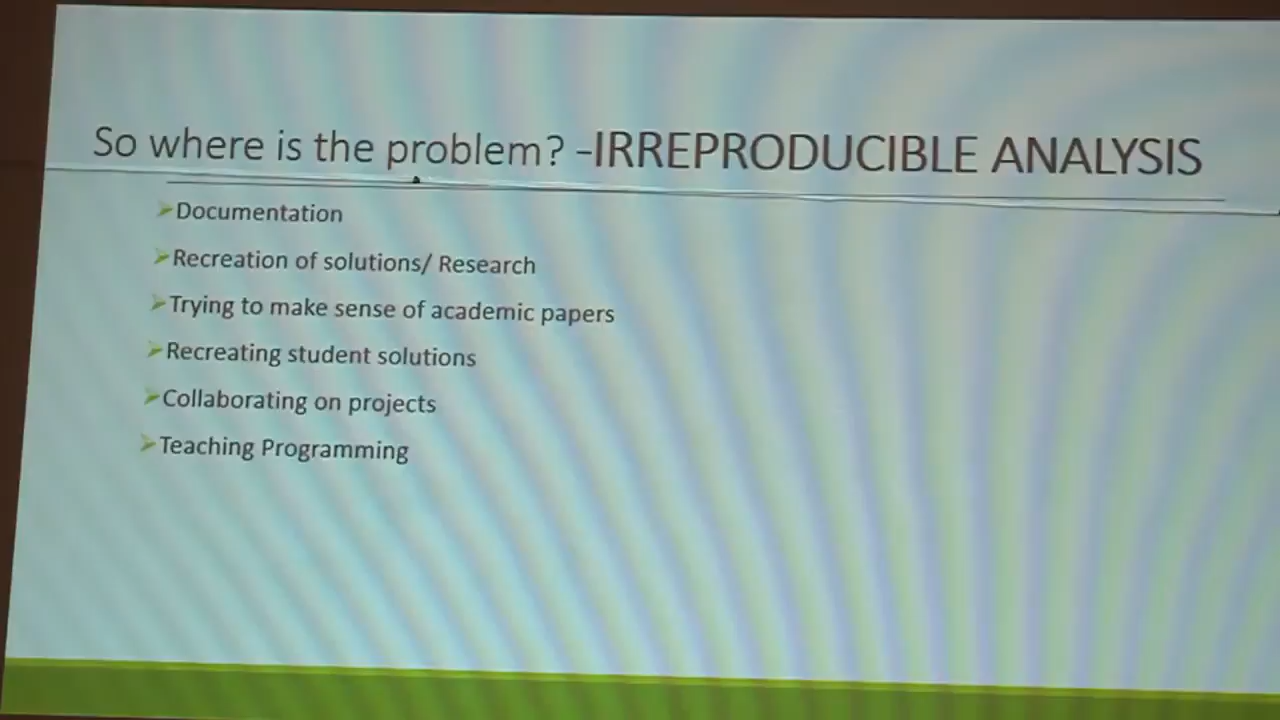 So where is the problem? -IRREPRODUCIBLE ANALYSIS
Documentation
Recreation of solutions/ Research
Trying to make sense of academic papers
Recreating student solutions
Collaborating on projects
Teaching Programming